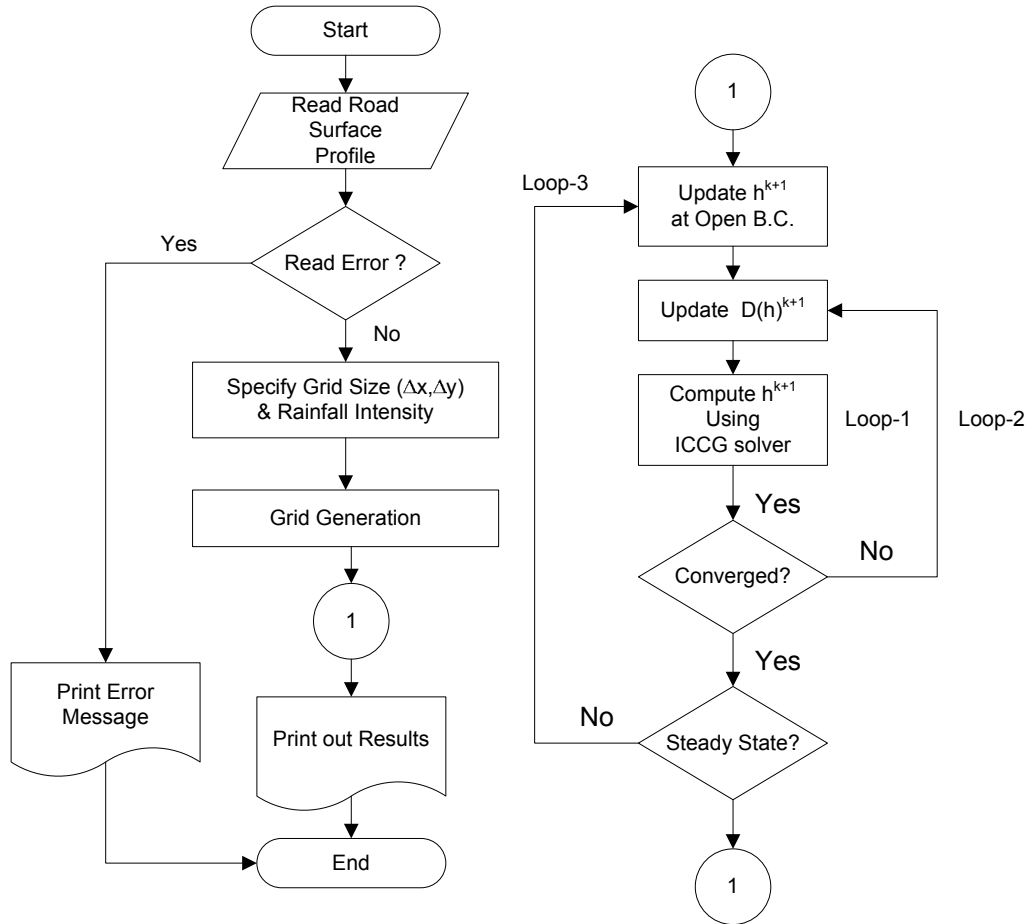 Start
Read Road
Surface
Profile
Yes
Read Error ?
No
Specify Grid Size (Δx,Δy)
& Rainfall Intensity
Grid Generation
1
Print Error
Message
Print out Results
End
1
Loop-3
Update h^{k+1}
at Open B.C.
Update D(h)^{k+1}
Compute h^{k+1}
Using
ICCG solver
Loop-1
Loop-2
Yes
Converged?
No
Yes
No
Steady State?
1